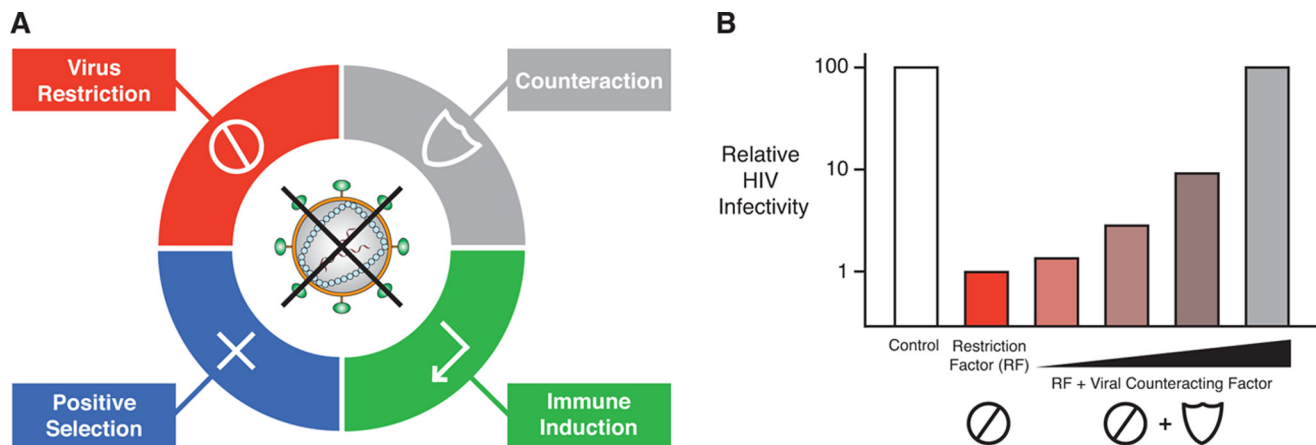 A
Virus
Restriction
Counteraction
Positive
Selection
Immune
Induction
B
Relative
HIV
Infectivity
100
10
1
Control
Restriction
Factor (RF)
RF + Viral Counteracting Factor
+